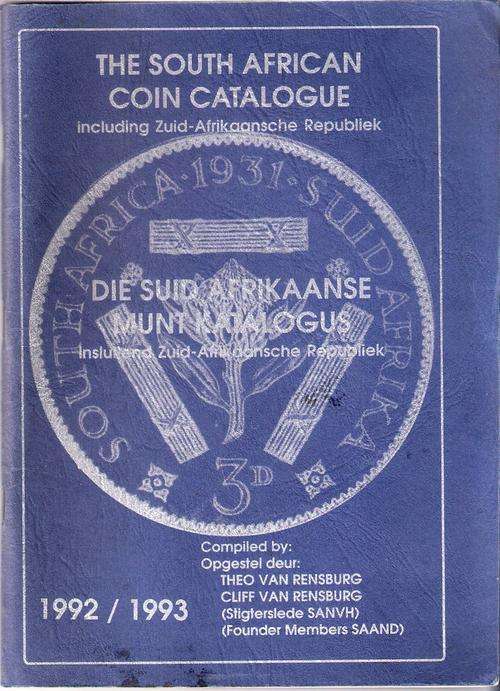 THE SOUTH AFRICAN
COIN CATALOGUE
including Zuid-Afrikaansche Republiek
SOUTH AFRICA · 1931 · SUID AFRIKA
DIE SUID AFRIKAANSE
MUNT KATALOGUS
Insluitend Zuid-Afrikaansche Republiek
3D
Compiled by:
Opgestel deur:
THEO VAN RENSBURG
CLIFF VAN RENSBURG
(Stigterslede SANVH)
(Founder Members SAAND)
1992 / 1993